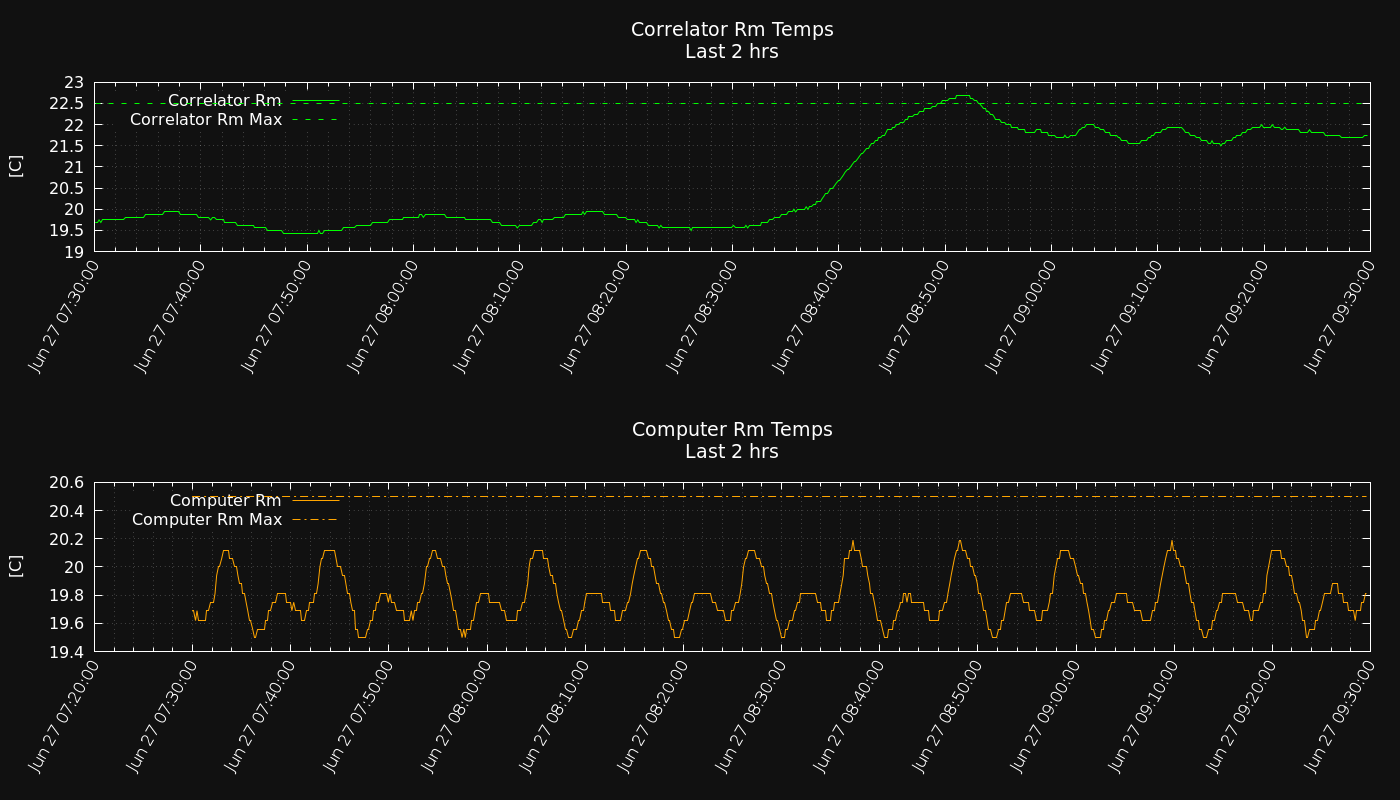 Correlator Rm Temps
Last 2 hrs
23
22.5
22
21.5
21
20.5
20
19.5
19
[C]
Correlator Rm
Correlator Rm Max
Jun 27 07:30:00
Jun 27 07:40:00
Jun 27 07:50:00
Jun 27 08:00:00
Jun 27 08:10:00
Jun 27 08:20:00
Jun 27 08:30:00
Jun 27 08:40:00
Jun 27 08:50:00
Jun 27 09:00:00
Jun 27 09:10:00
Jun 27 09:20:00
Jun 27 09:30:00
Computer Rm Temps
Last 2 hrs
20.6
20.4
20.2
20
19.8
19.6
19.4
[C]
Computer Rm
Computer Rm Max
Jun 27 07:20:00
Jun 27 07:30:00
Jun 27 07:40:00
Jun 27 07:50:00
Jun 27 08:00:00
Jun 27 08:10:00
Jun 27 08:20:00
Jun 27 08:30:00
Jun 27 08:40:00
Jun 27 08:50:00
Jun 27 09:00:00
Jun 27 09:10:00
Jun 27 09:20:00
Jun 27 09:30:00